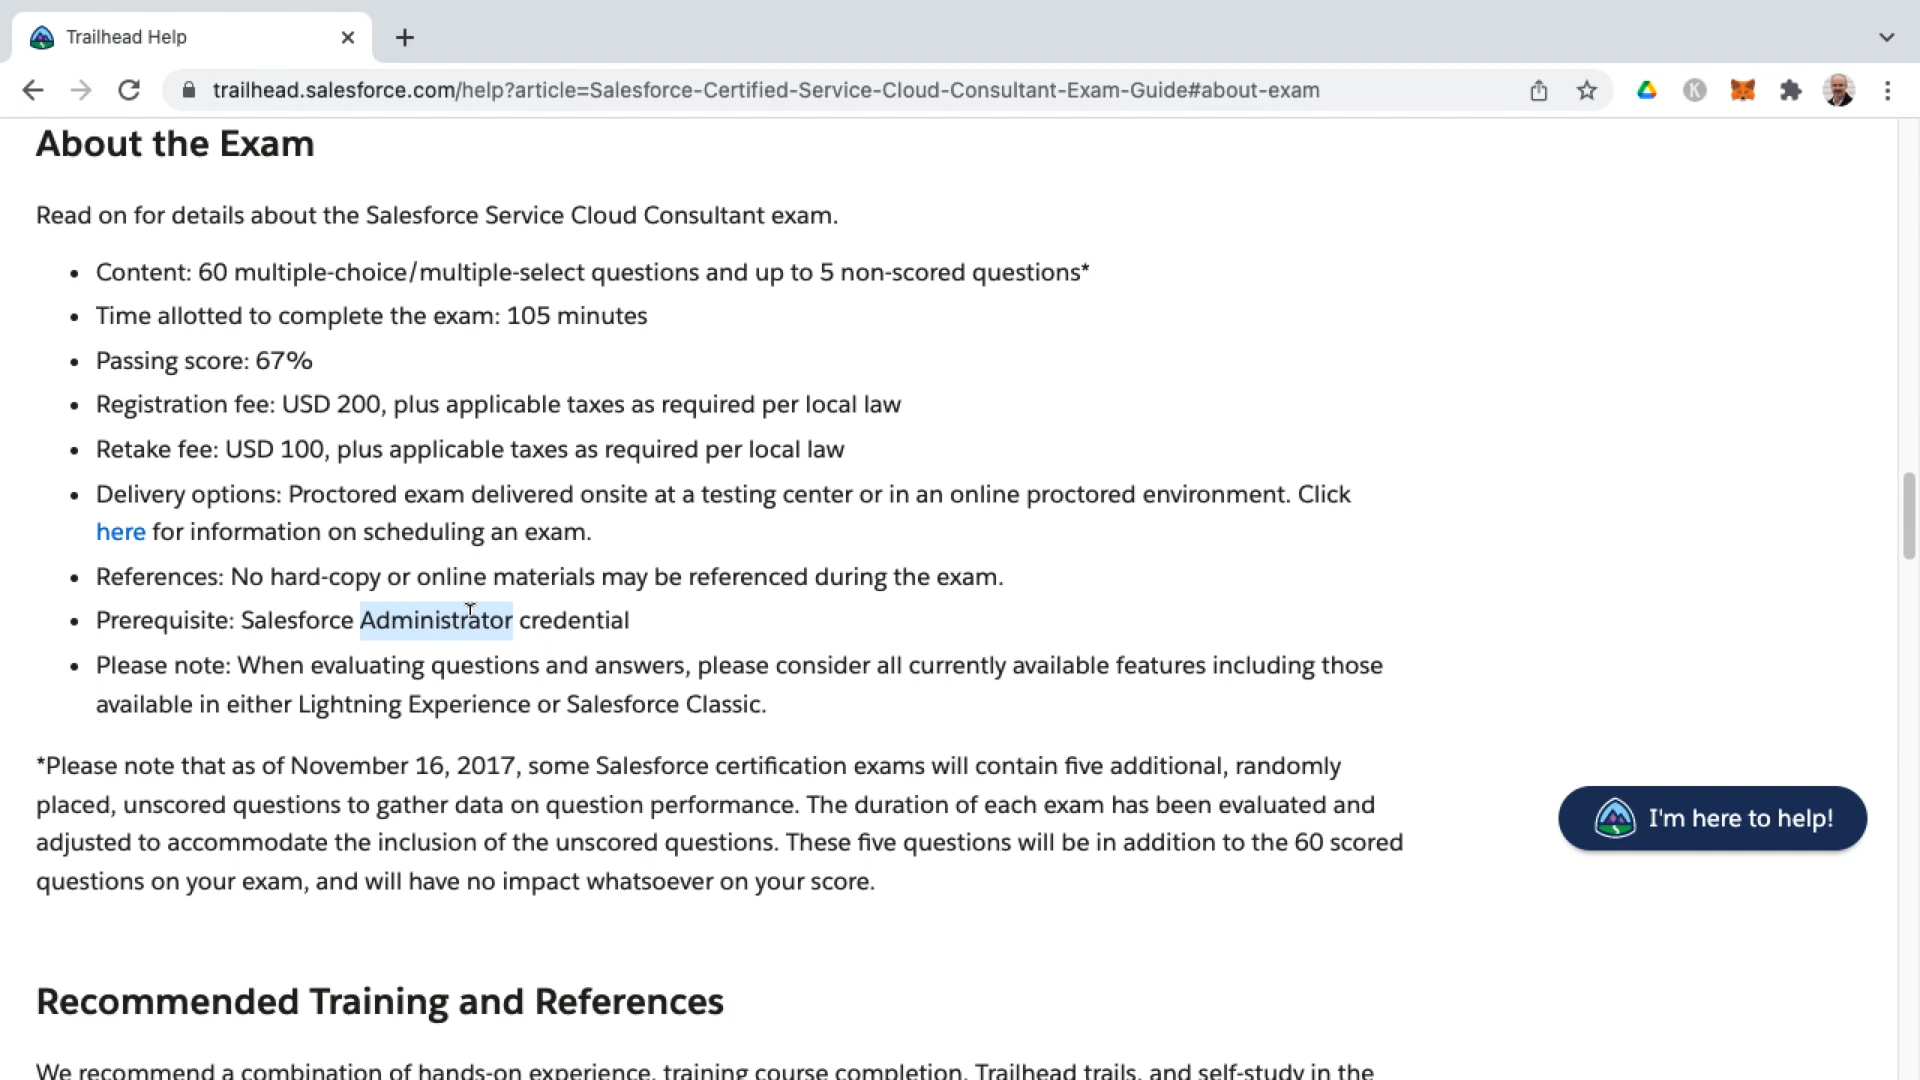 Trailhead Help
trailhead.salesforce.com/help?article=Salesforce-Certified-Service-Cloud-Consultant-Exam-Guide#about-exam
K
About the Exam
Read on for details about the Salesforce Service Cloud Consultant exam.
• Content: 60 multiple-choice/multiple-select questions and up to 5 non-scored questions*
• Time allotted to complete the exam: 105 minutes
• Passing score: 67%
• Registration fee: USD 200, plus applicable taxes as required per local law
• Retake fee: USD 100, plus applicable taxes as required per local law
• Delivery options: Proctored exam delivered onsite at a testing center or in an online proctored environment. Click
here for information on scheduling an exam.
• References: No hard-copy or online materials may be referenced during the exam.
• Prerequisite: Salesforce Administrator credential
• Please note: When evaluating questions and answers, please consider all currently available features including those
available in either Lightning Experience or Salesforce Classic.
*Please note that as of November 16, 2017, some Salesforce certification exams will contain five additional, randomly
placed, unscored questions to gather data on question performance. The duration of each exam has been evaluated and
adjusted to accommodate the inclusion of the unscored questions. These five questions will be in addition to the 60 scored
questions on your exam, and will have no impact whatsoever on your score.
I'm here to help!
Recommended Training and References
We recommend a combination of hands-on experience, training course completion, Trailhead trails, and self-study in the